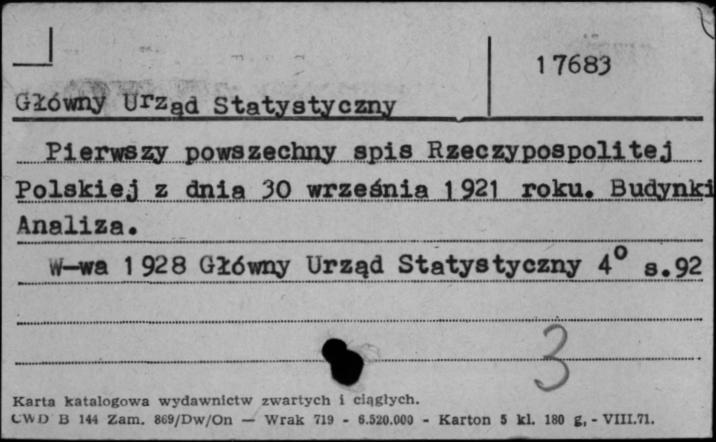 17683
Główny Urząd Statystyczny
Pierwszy powszechny spis Rzeczypospolitej
Polskiej z dnia 30 września 1921 roku. Budynki
Analiza.
W-wa 1928 Główny Urząd Statystyczny 4⁰ s.92
3
Karta katalogowa wydawnictw zwartych i ciągłych.
CWD B 144 Zam. 869/Dw/On — Wrak 719 - 6.520.000 - Karton 5 kl. 180 g, - VIII.71.